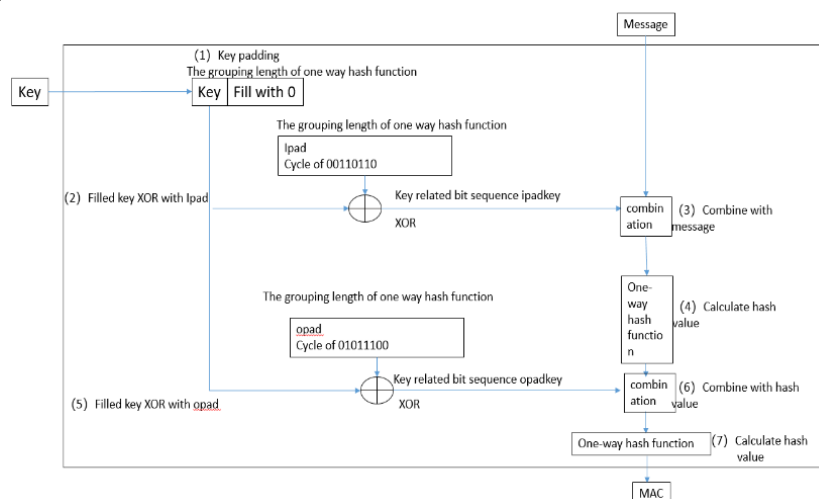 Message
(1) Key padding
The grouping length of one way hash function
Key
Key Fill with 0
The grouping length of one way hash function
Ipad
Cycle of 00110110
(2) Filled key XOR with Ipad
Key related bit sequence ipadkey
XOR
combin
ation
(3) Combine with
message
The grouping length of one way hash function
One-
way
hash
functio
n
(4) Calculate hash
value
opad
Cycle of 01011100
Key related bit sequence opadkey
XOR
(5) Filled key XOR with opad
combin
ation
(6) Combine with hash
value
One-way hash function
(7) Calculate hash
value
MAC